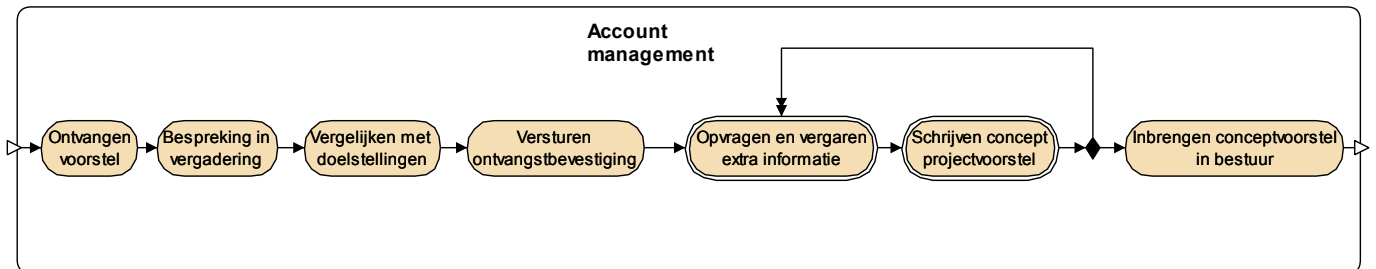 Account
management
Ontvangen
voorstel
Bespreking in
vergadering
Vergelijken met
doelstellingen
Versturen
ontvangstbevestiging
Opvragen en vergaren
extra informatie
Schrijven concept
projectvoorstel
Inbrengen conceptvoorstel
in bestuur